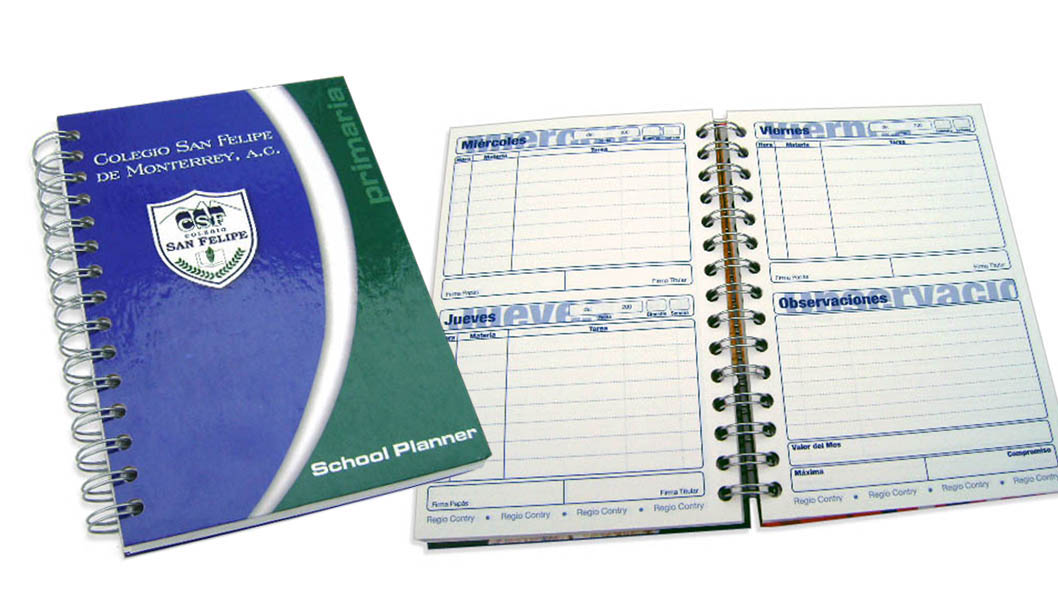 primaria
COLEGIO SAN FELIPE
DE MONTERREY, A.C.
CSF
COLEGIO
SAN FELIPE
School Planner
Miércoles
Hora Materia Tarea
Firma Papás Firma Titular
Jueves
Hora Materia Tarea
Firma Papás Firma Titular
Regio Contry • Regio Contry • Regio Contry • Regio Contry
Viernes
Hora Materia Tarea
Firma Papás Firma Titular
Observaciones
Valor del Mes
Máxima Compromiso
Regio Contry • Regio Contry • Regio Contry • Regio Contry